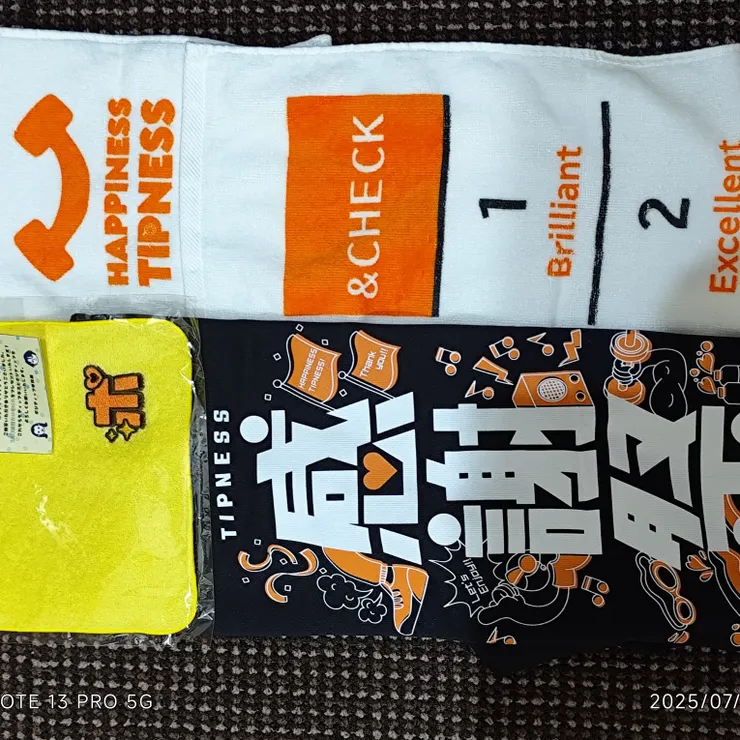 HAPPINESS
TIPNESS
&CHECK
1
Brilliant
2
Excellent
ポ
TIPNESS
感謝祭
HAPPINESS
TIPNESS!
Thank
you!!
Let's
Enjoy!!
OTE 13 PRO 5G
2025/07/